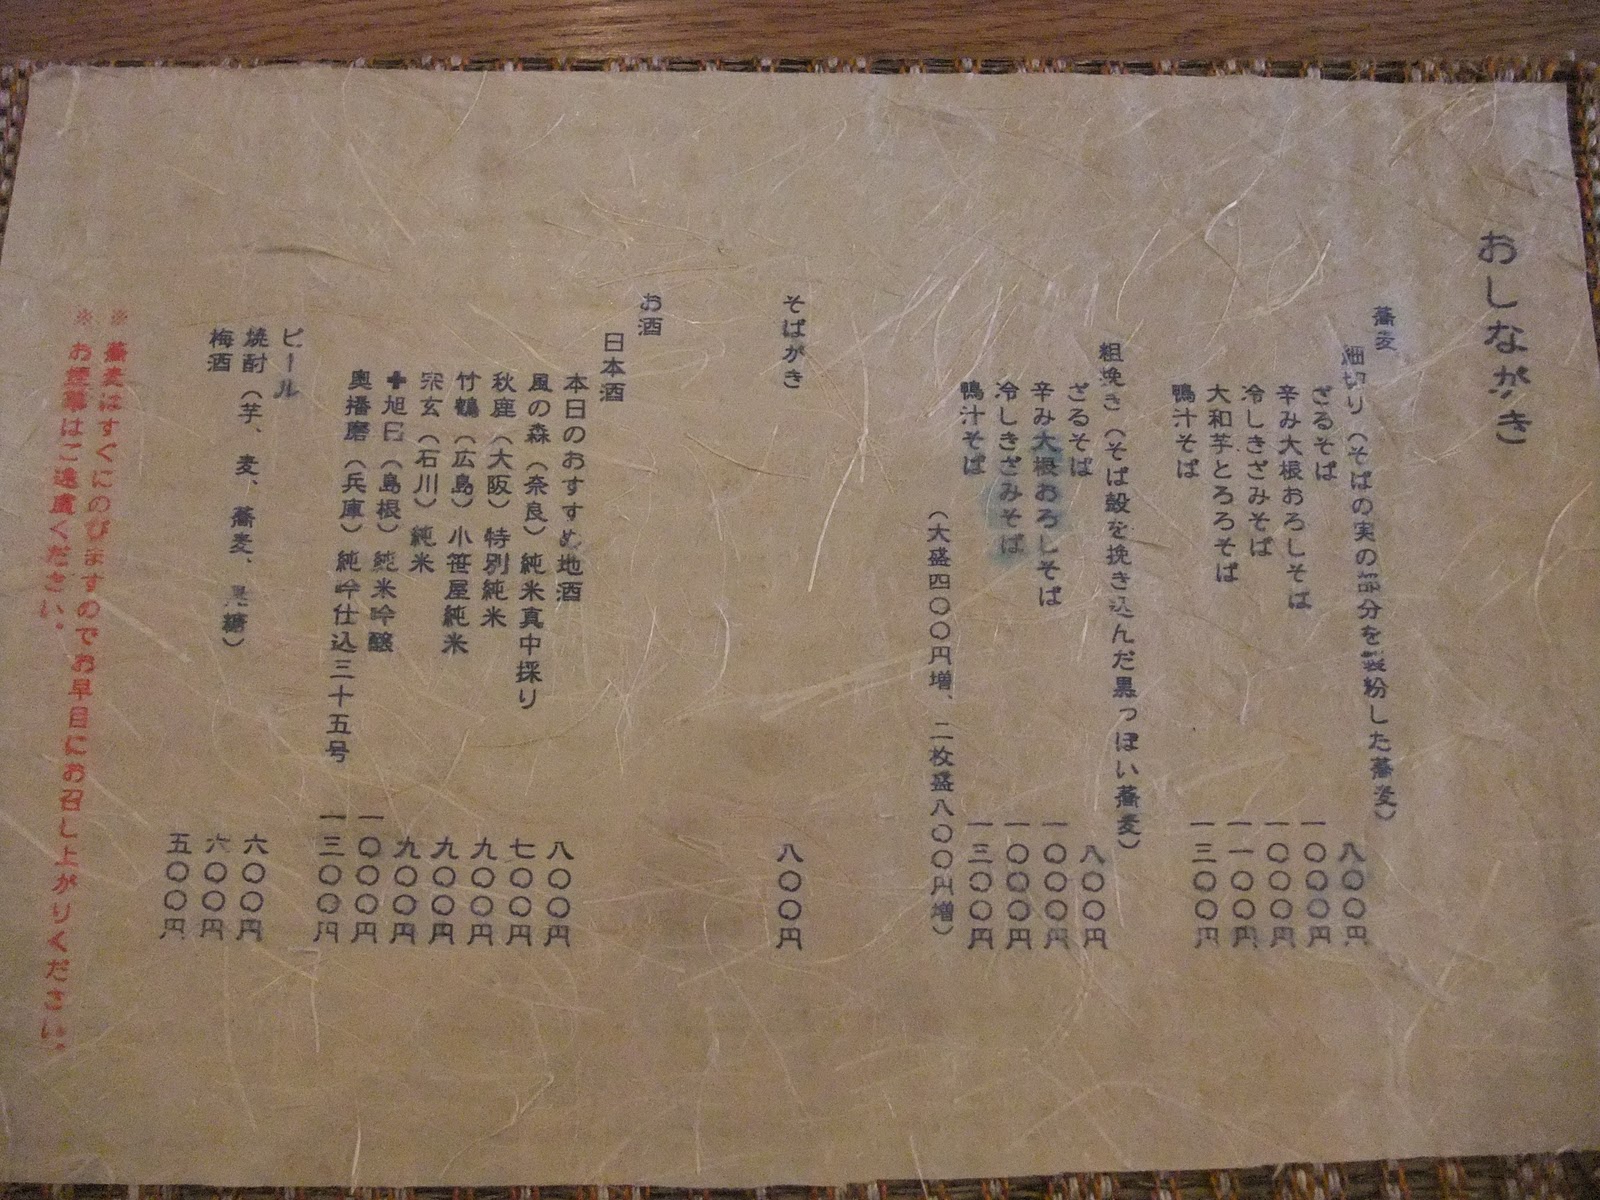 おしながき
蕎麦
細切り（そばの実の部分を製粉した蕎麦）
ざるそば 八〇〇円
辛み大根おろしそば 一〇〇〇円
冷しきざみそば 一〇〇〇円
大和芋とろろそば 一一〇〇円
鴨汁そば 一三〇〇円
粗挽き（そば殻を挽き込んだ黒っぽい蕎麦）
ざるそば 八〇〇円
辛み大根おろしそば 一〇〇〇円
冷しきざみそば 一〇〇〇円
鴨汁そば 一三〇〇円
（大盛四〇〇円増、二枚盛八〇〇円増）
そばがき 八〇〇円
お酒
日本酒
本日のおすすめ地酒 八〇〇円
風の森（奈良）純米真中採り 七〇〇円
秋鹿（大阪）特別純米 九〇〇円
竹鶴（広島）小笹屋純米 九〇〇円
宗玄（石川）純米 九〇〇円
十旭日（島根）純米吟醸 一〇〇〇円
奥播磨（兵庫）純吟仕込三十五号 一三〇〇円
ビール 六〇〇円
焼酎（芋、麦、蕎麦、黒糖） 六〇〇円
梅酒 五〇〇円
※ 蕎麦はすぐにのびますのでお早目にお召し上がりください。
※ お煙草はご遠慮ください。